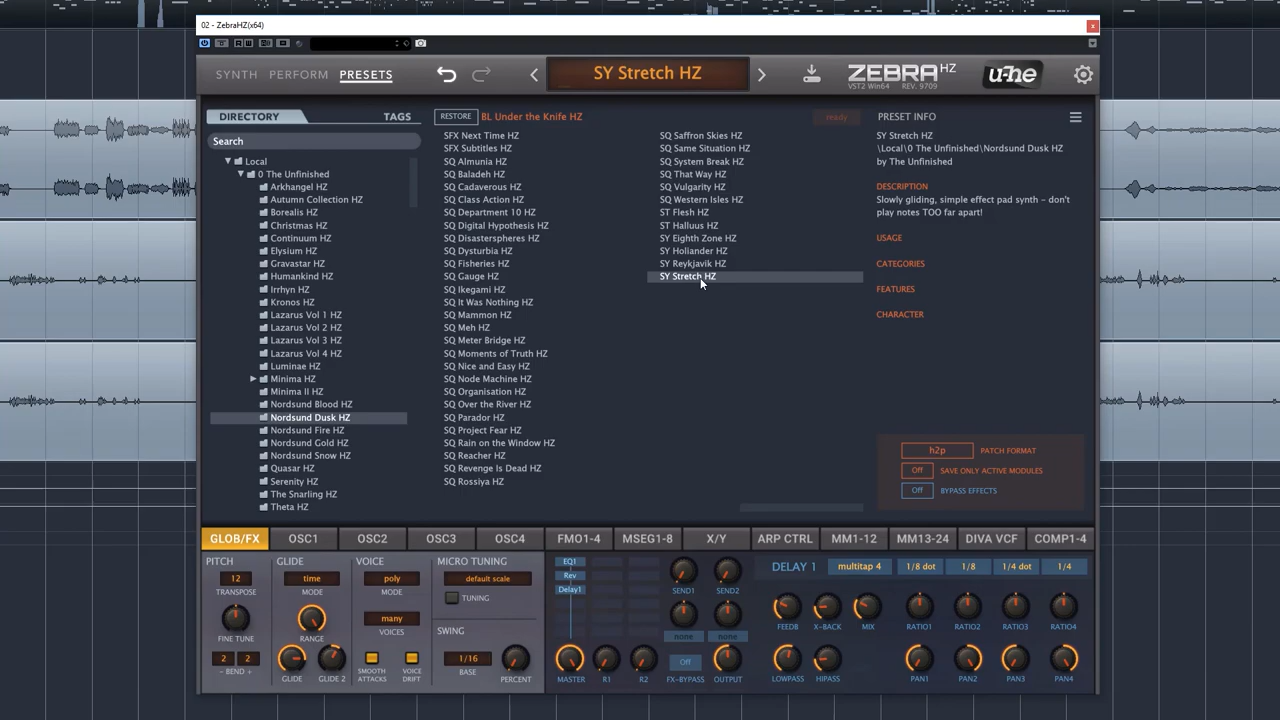 02 - ZebraHZ(x64)
SYNTH PERFORM PRESETS
SY Stretch HZ
ZEBRA HZ
VST2 Win64 REV. 9709
u-he
DIRECTORY TAGS
Search
Local
0 The Unfinished
Arkhangel HZ
Autumn Collection HZ
Borealis HZ
Christmas HZ
Continuum HZ
Elysium HZ
Gravastar HZ
Humankind HZ
Irrhyn HZ
Kronos HZ
Lazarus Vol 1 HZ
Lazarus Vol 2 HZ
Lazarus Vol 3 HZ
Lazarus Vol 4 HZ
Luminae HZ
Minima HZ
Minima II HZ
Nordsund Blood HZ
Nordsund Dusk HZ
Nordsund Fire HZ
Nordsund Gold HZ
Nordsund Snow HZ
Quasar HZ
Serenity HZ
The Snarling HZ
Theta HZ
RESTORE BL Under the Knife HZ ready
SFX Next Time HZ
SFX Subtitles HZ
SQ Almunia HZ
SQ Baladeh HZ
SQ Cadaverous HZ
SQ Class Action HZ
SQ Department 10 HZ
SQ Digital Hypothesis HZ
SQ Disasterspheres HZ
SQ Dysturbia HZ
SQ Fisheries HZ
SQ Gauge HZ
SQ Ikegami HZ
SQ It Was Nothing HZ
SQ Mammon HZ
SQ Meh HZ
SQ Meter Bridge HZ
SQ Moments of Truth HZ
SQ Nice and Easy HZ
SQ Node Machine HZ
SQ Organisation HZ
SQ Over the River HZ
SQ Parador HZ
SQ Project Fear HZ
SQ Rain on the Window HZ
SQ Reacher HZ
SQ Revenge Is Dead HZ
SQ Rossiya HZ
SQ Saffron Skies HZ
SQ Same Situation HZ
SQ System Break HZ
SQ That Way HZ
SQ Vulgarity HZ
SQ Western Isles HZ
ST Flesh HZ
ST Halluus HZ
SY Eighth Zone HZ
SY Holiander HZ
SY Reykjavik HZ
SY Stretch HZ
PRESET INFO
SY Stretch HZ
\Local\0 The Unfinished\Nordsund Dusk HZ
by The Unfinished
DESCRIPTION
Slowly gliding, simple effect pad synth – don't
play notes TOO far apart!
USAGE
CATEGORIES
FEATURES
CHARACTER
h2p PATCH FORMAT
Off SAVE ONLY ACTIVE MODULES
Off BYPASS EFFECTS
GLOB/FX OSC1 OSC2 OSC3 OSC4 FMO1-4 MSEG1-8 X/Y ARP CTRL MM1-12 MM13-24 DIVA VCF COMP1-4
PITCH
12
TRANSPOSE
FINE TUNE
2 2
- BEND +
GLIDE
time
MODE
RANGE
GLIDE GLIDE 2
VOICE
poly
MODE
many
VOICES
SMOOTH ATTACKS
VOICE DRIFT
MICRO TUNING
default scale
TUNING
SWING
1/16
BASE PERCENT
EQ1
Rev
Delay1
SEND1 SEND2
none none
Off
MASTER R1 R2 FX-BYPASS OUTPUT
DELAY 1 multitap 4 1/8 dot 1/8 1/4 dot 1/4
FEEDB X-BACK MIX RATIO1 RATIO2 RATIO3 RATIO4
LOWPASS HIPASS PAN1 PAN2 PAN3 PAN4